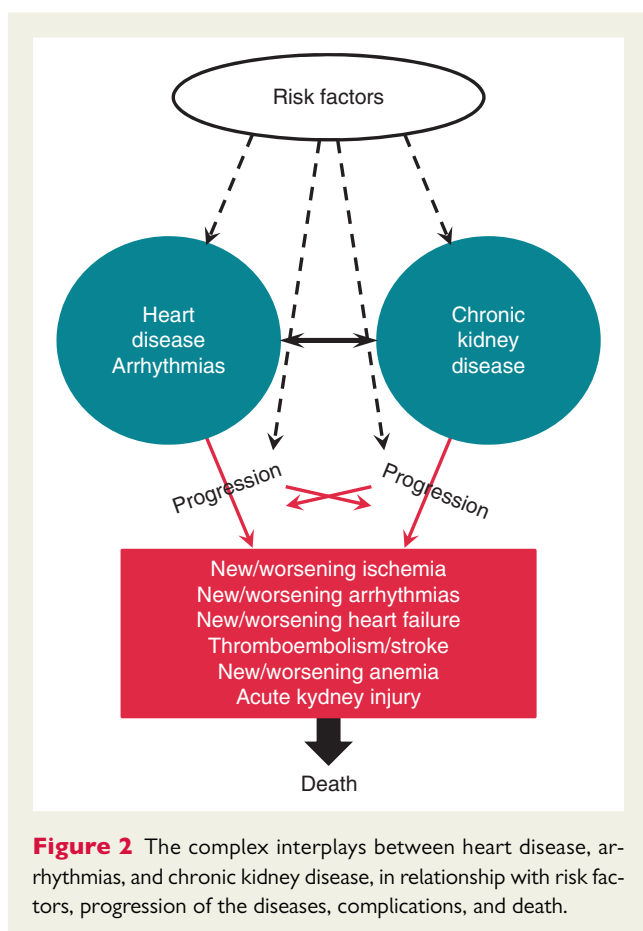 Risk factors
Heart
disease
Arrhythmias
Chronic
kidney
disease
Progression
Progression
New/worsening ischemia
New/worsening arrhythmias
New/worsening heart failure
Thromboembolism/stroke
New/worsening anemia
Acute kydney injury
Death
Figure 2 The complex interplays between heart disease, ar-
rhythmias, and chronic kidney disease, in relationship with risk fac-
tors, progression of the diseases, complications, and death.